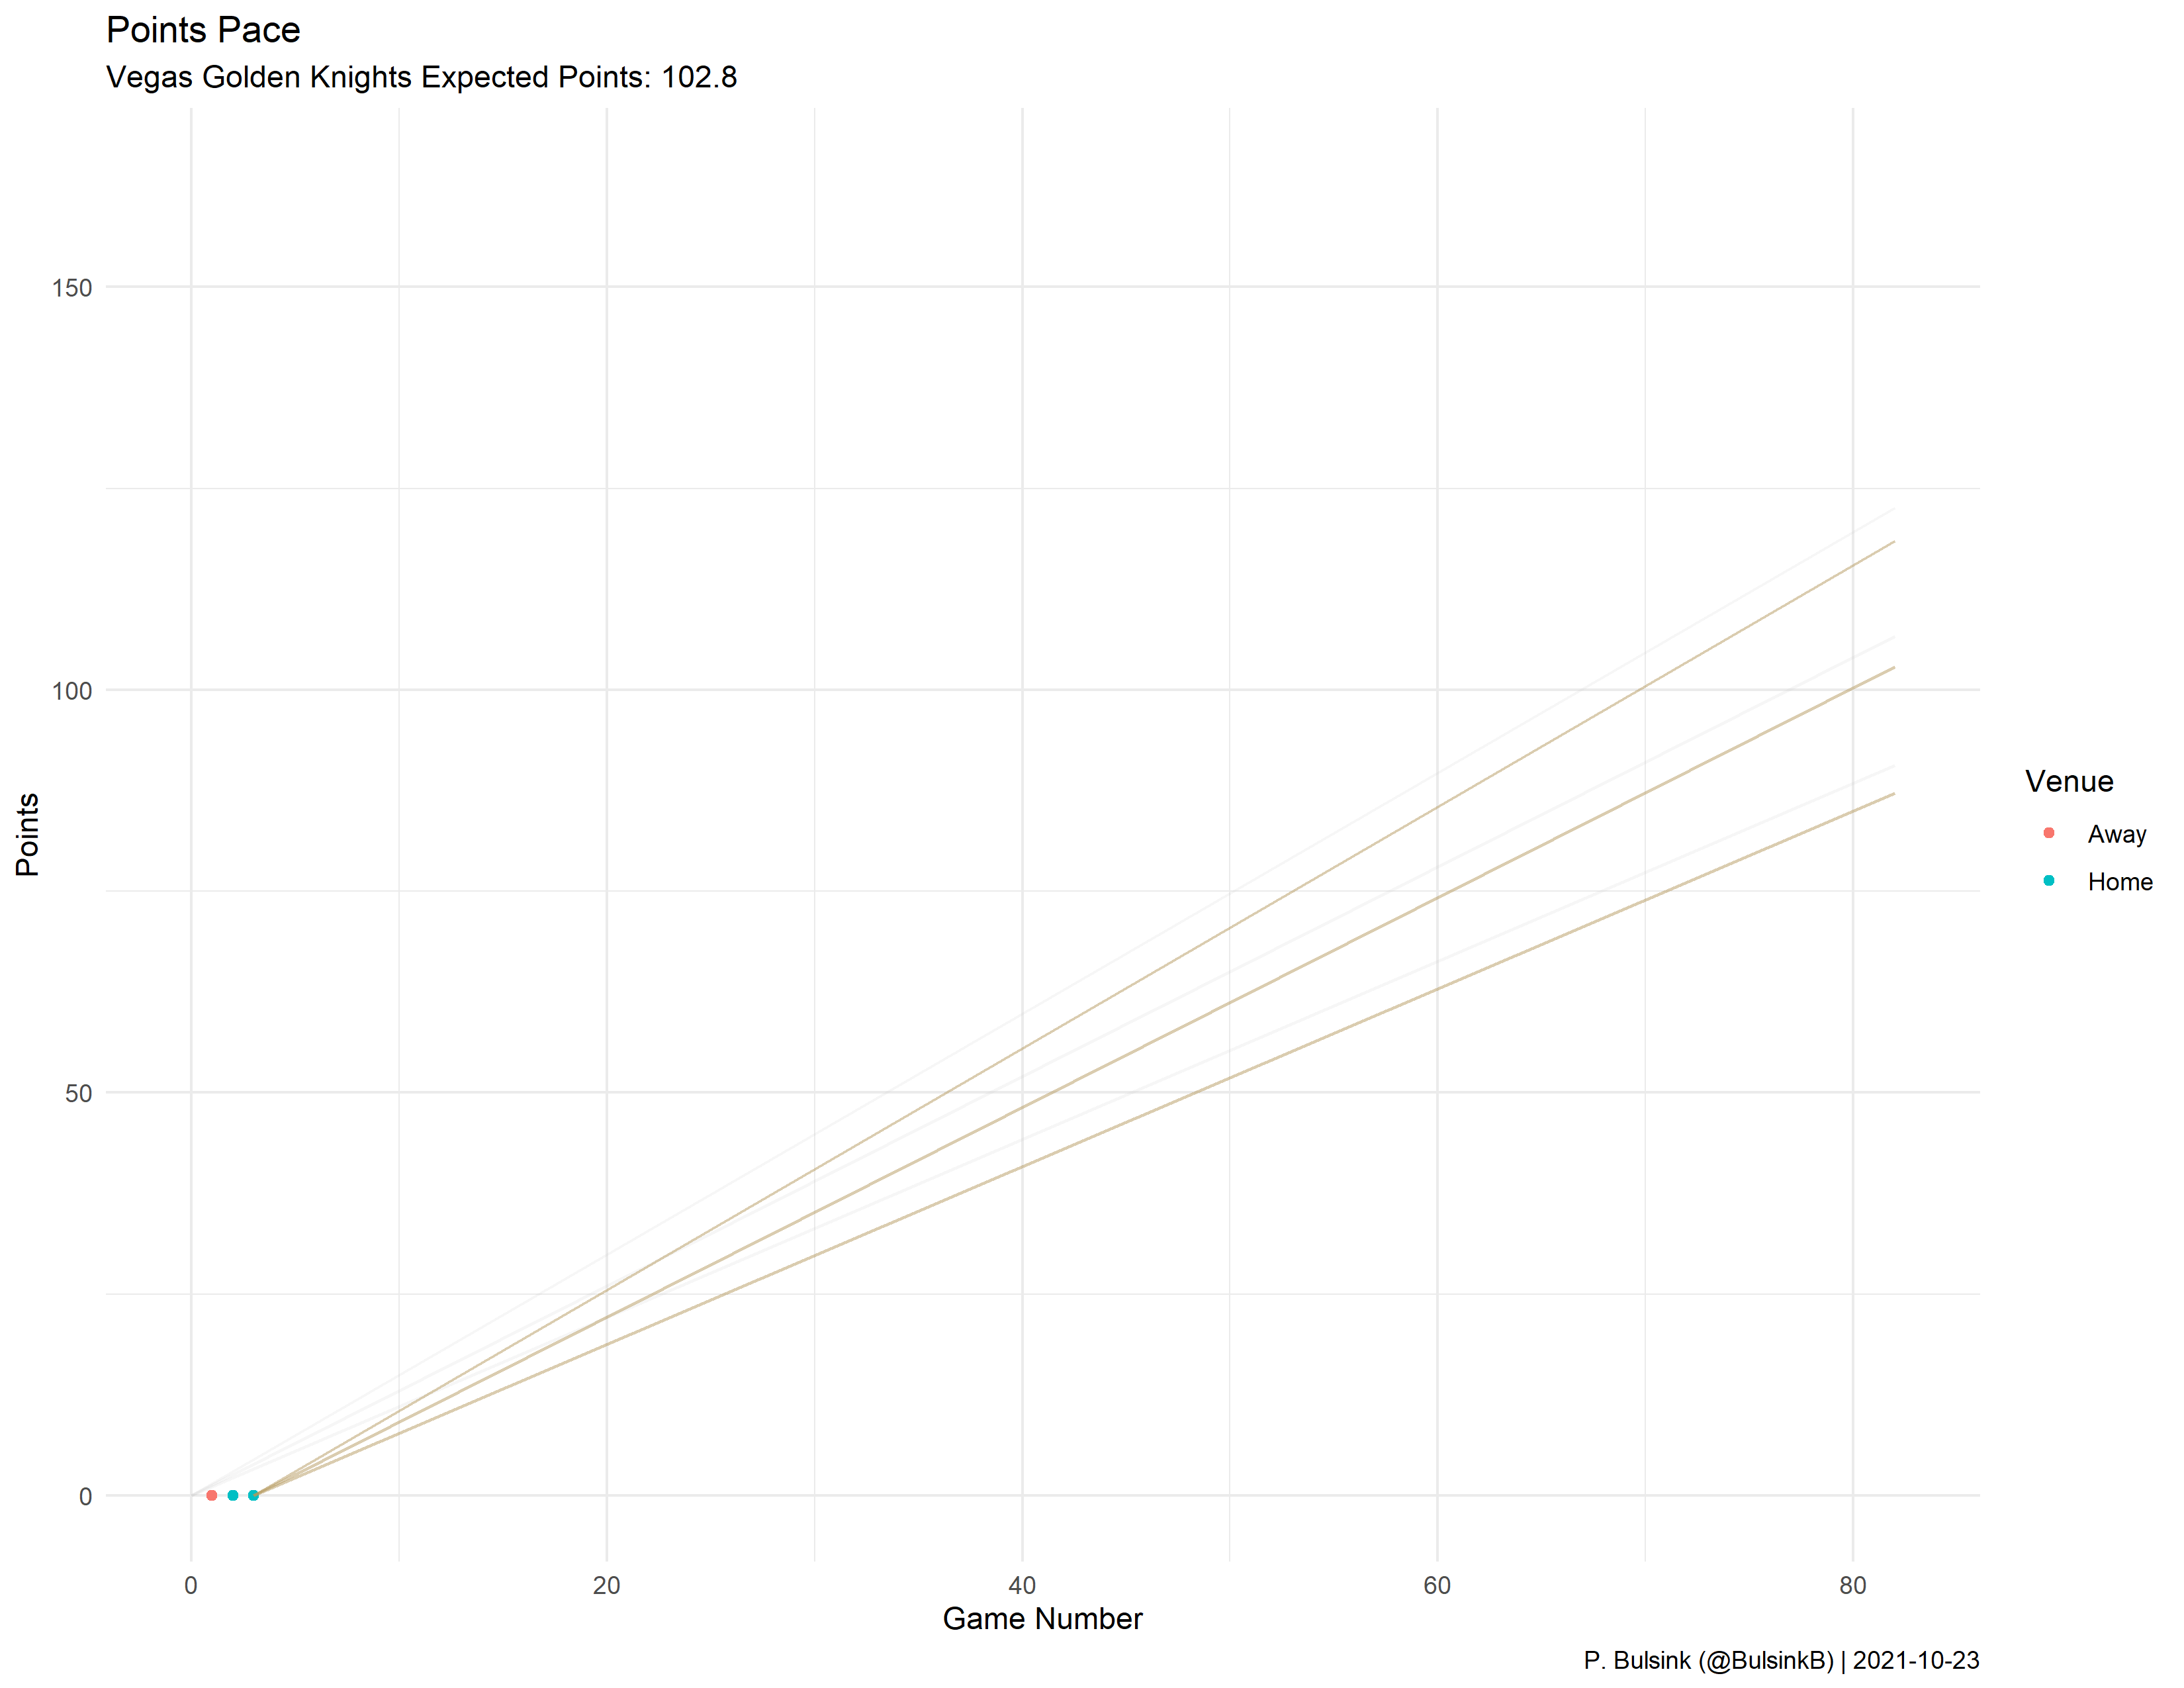 Points Pace
Vegas Golden Knights Expected Points: 102.8
150
100
50
0
Points
0 20 40 60 80
Game Number
Venue
Away
Home
P. Bulsink (@BulsinkB) | 2021-10-23